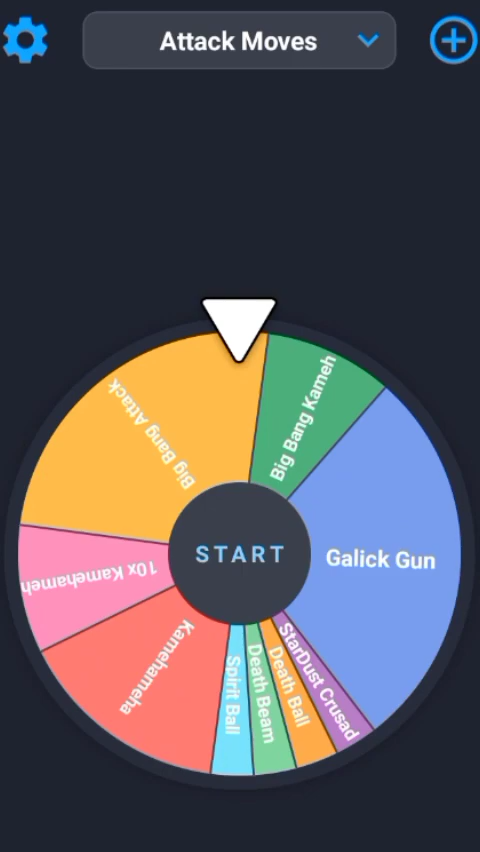 Attack Moves
Big Bang Kameh
Galick Gun
StarDust Crusad
Death Ball
Death Beam
Spirit Ball
Kamehameha
10x Kamehameh
Big Bang Attack
START